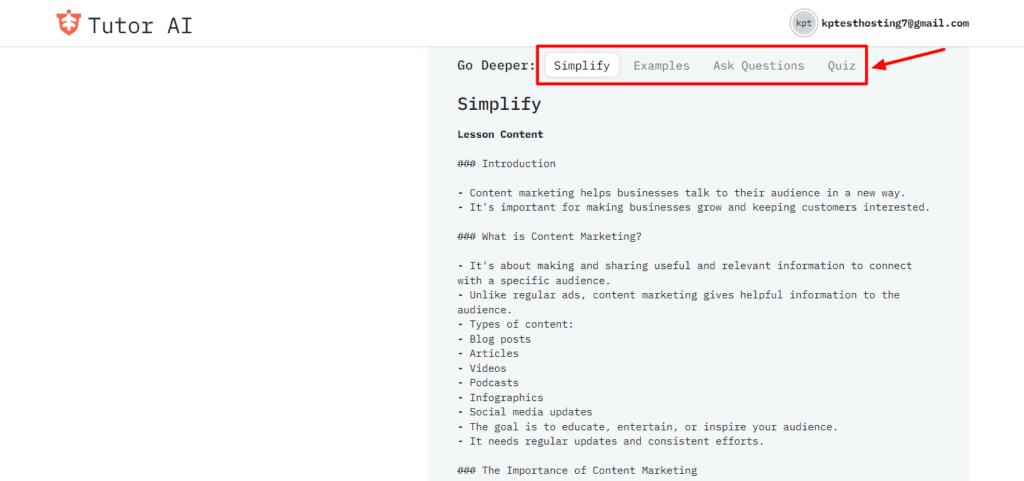 Tutor AI
kpt kptesthosting7@gmail.com
Go Deeper: Simplify Examples Ask Questions Quiz
Simplify
Lesson Content
### Introduction
- Content marketing helps businesses talk to their audience in a new way.
- It's important for making businesses grow and keeping customers interested.
### What is Content Marketing?
- It's about making and sharing useful and relevant information to connect
with a specific audience.
- Unlike regular ads, content marketing gives helpful information to the
audience.
- Types of content:
- Blog posts
- Articles
- Videos
- Podcasts
- Infographics
- Social media updates
- The goal is to educate, entertain, or inspire your audience.
- It needs regular updates and consistent efforts.
### The Importance of Content Marketing